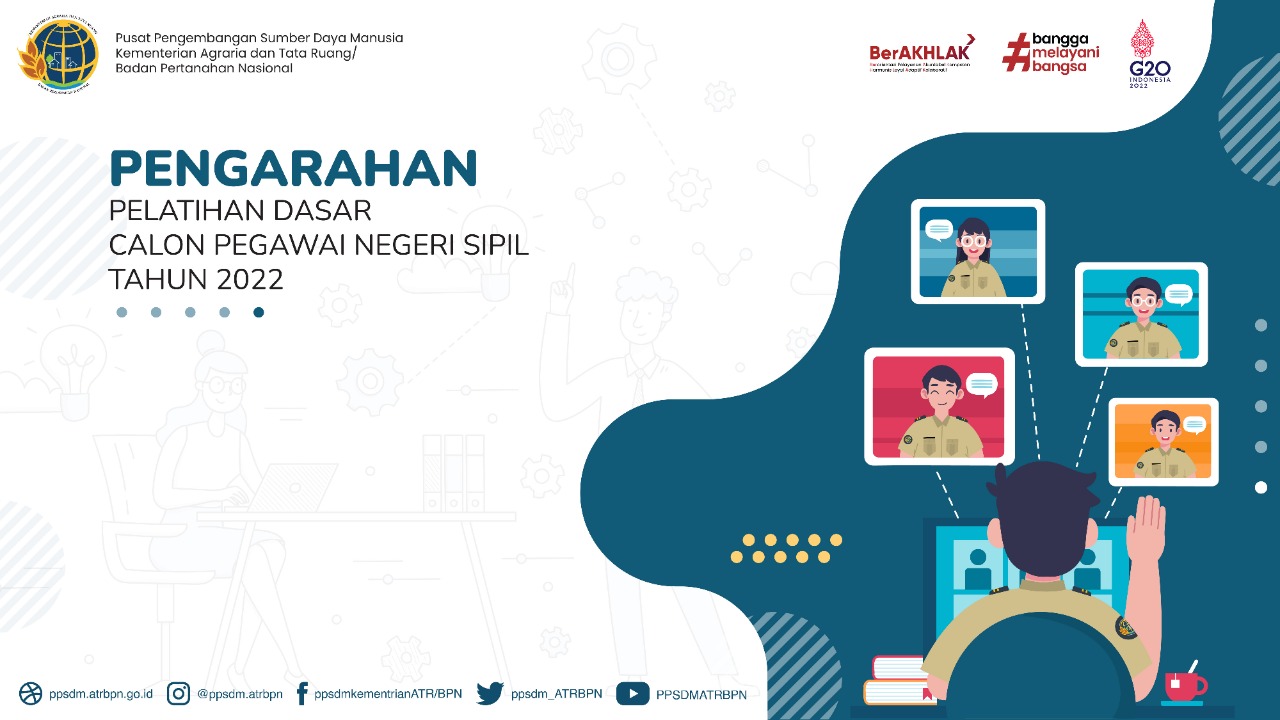 Pusat Pengembangan Sumber Daya Manusia
Kementerian Agraria dan Tata Ruang/
Badan Pertanahan Nasional
BerAKHLAK
#bangga
melayani
bangsa
G20
INDONESIA
2022
PENGARAHAN
PELATIHAN DASAR
CALON PEGAWAI NEGERI SIPIL
TAHUN 2022
ppsdm.atrbpn.go.id
@ppsdm.atrbpn
ppsdmkementrianATR/BPN
ppsdm_ATRBPN
PPSDMATRBPN